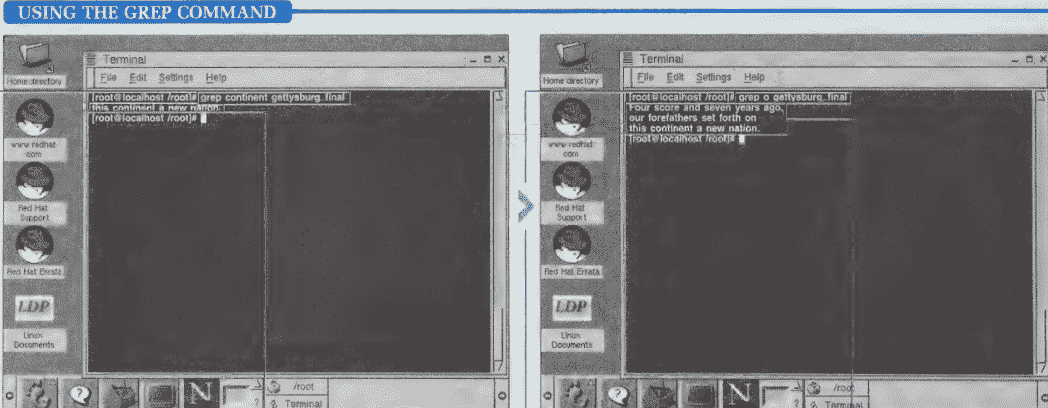 USING THE GREP COMMAND
Terminal
File Edit Settings Help
Home directory
[root@localhost /root]# grep continent gettysburg_final
this continent a new nation.
[root@localhost /root]#
www.redhat.
com
Red Hat
Support
Red Hat Errata
LDP
Linux
Documents
N
?
/root
Terminal
Terminal
File Edit Settings Help
Home directory
[root@localhost /root]# grep o gettysburg_final
Four score and seven years ago,
our forefathers set forth on
this continent a new nation.
[root@localhost /root]#
www.redhat.
com
Red Hat
Support
Red Hat Errata
LDP
Linux
Documents
N
?
/root
Terminal